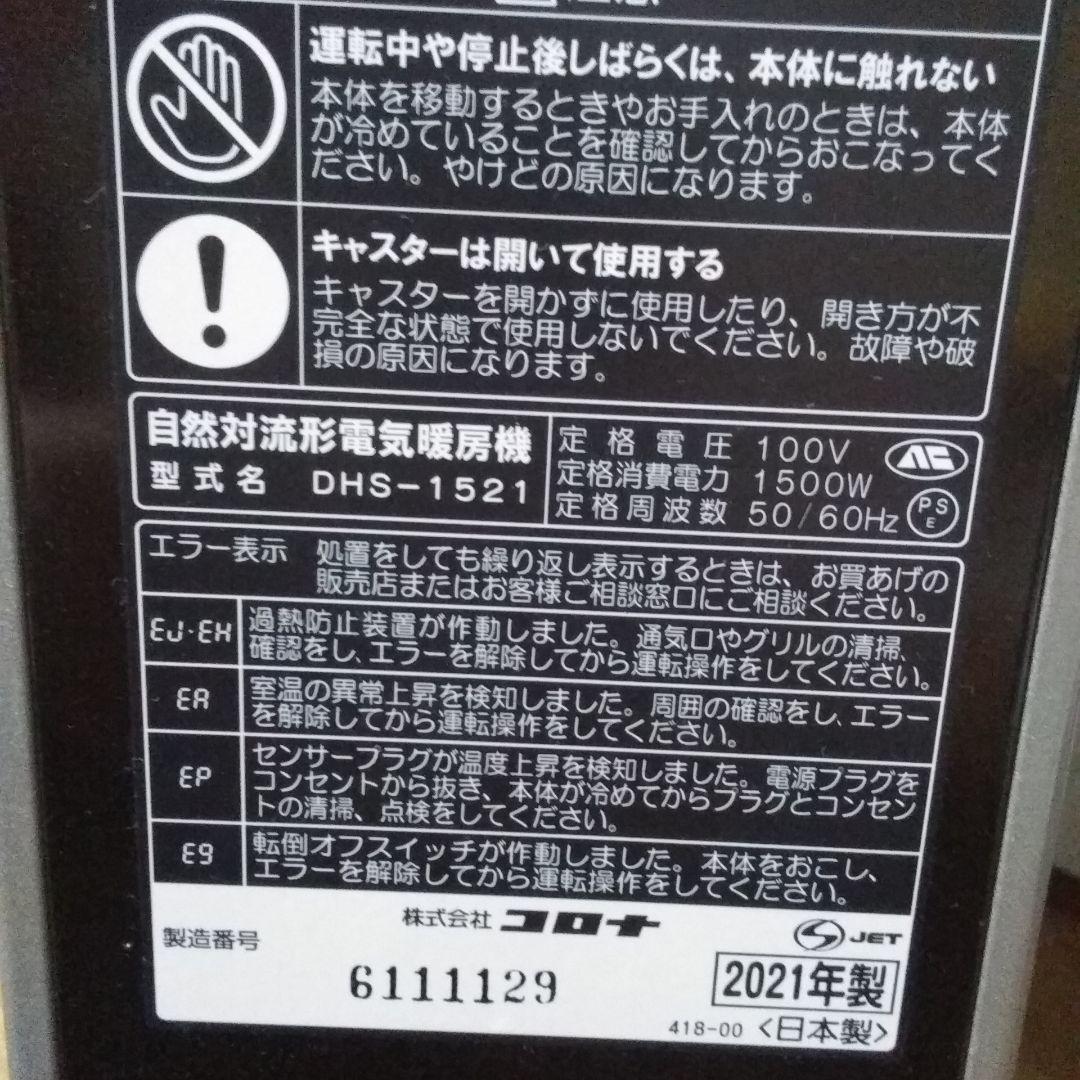 運転中や停止後しばらくは、本体に触れない
本体を移動するときやお手入れのときは、本体
が冷めていることを確認してからおこなってく
ださい。やけどの原因になります。
キャスターは開いて使用する
キャスターを開かずに使用したり、開き方が不
完全な状態で使用しないでください。故障や破
損の原因になります。
自然対流形電気暖房機
型式名 DHS-1521
定格電圧 100V
定格消費電力 1500W
定格周波数 50/60Hz
PS
E
エラー表示 処置をしても繰り返し表示するときは、お買あげの
販売店またはお客様ご相談窓口にご相談ください。
EJ・EH 過熱防止装置が作動しました。通気口やグリルの清掃、
確認をし、エラーを解除してから運転操作をしてください。
EA 室温の異常上昇を検知しました。周囲の確認をし、エラー
を解除してから運転操作をしてください。
EP センサープラグが温度上昇を検知しました。電源プラグを
コンセントから抜き、本体が冷めてからプラグとコンセン
トの清掃、点検をしてください。
E9 転倒オフスイッチが作動しました。本体をおこし、
エラーを解除してから運転操作をしてください。
株式会社 コロナ
JET
製造番号
6111129
2021年製
418-00 <日本製>